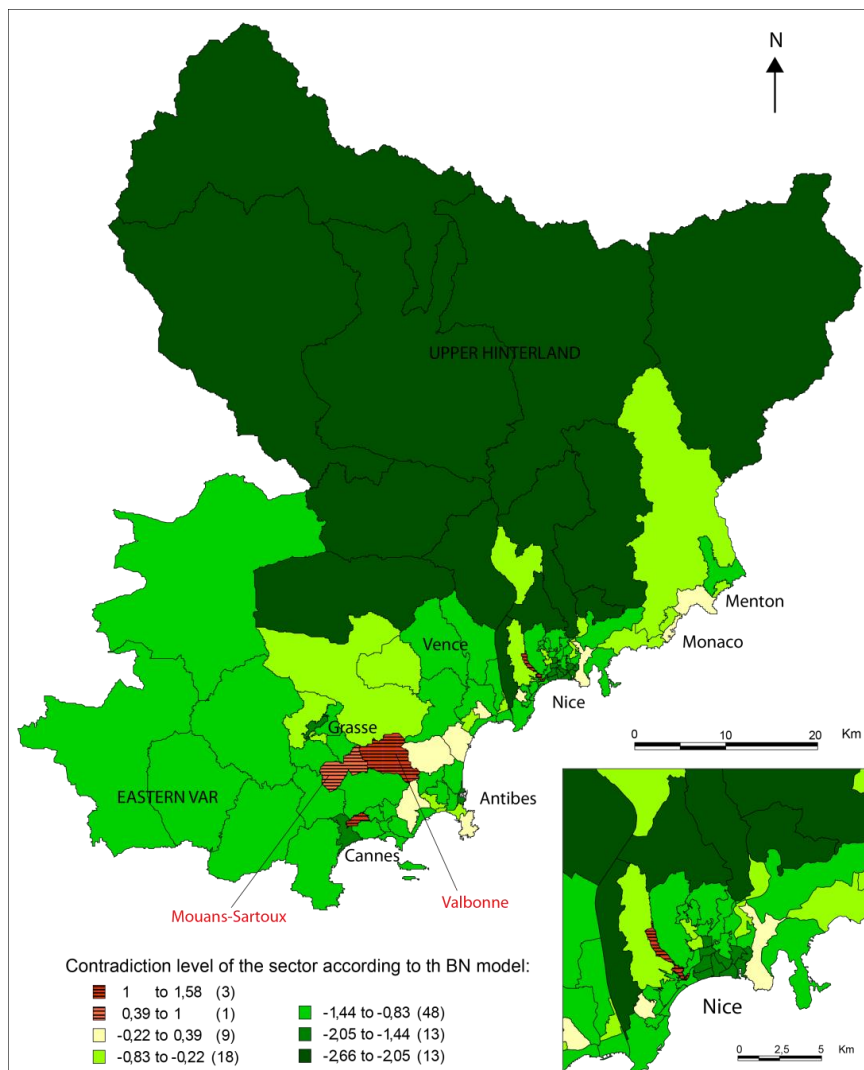 N
UPPER HINTERLAND
Menton
Vence
Monaco
Nice
Grasse
Km
0 10 20
EASTERN VAR
Antibes
Cannes
Mouans-Sartoux
Valbonne
Contradiction level of the sector according to th BN model:
1 to 1,58 (3)
0,39 to 1 (1)
-0,22 to 0,39 (9)
-0,83 to -0,22 (18)
-1,44 to -0,83 (48)
-2,05 to -1,44 (13)
-2,66 to -2,05 (13)
Nice
0 2,5 5 Km